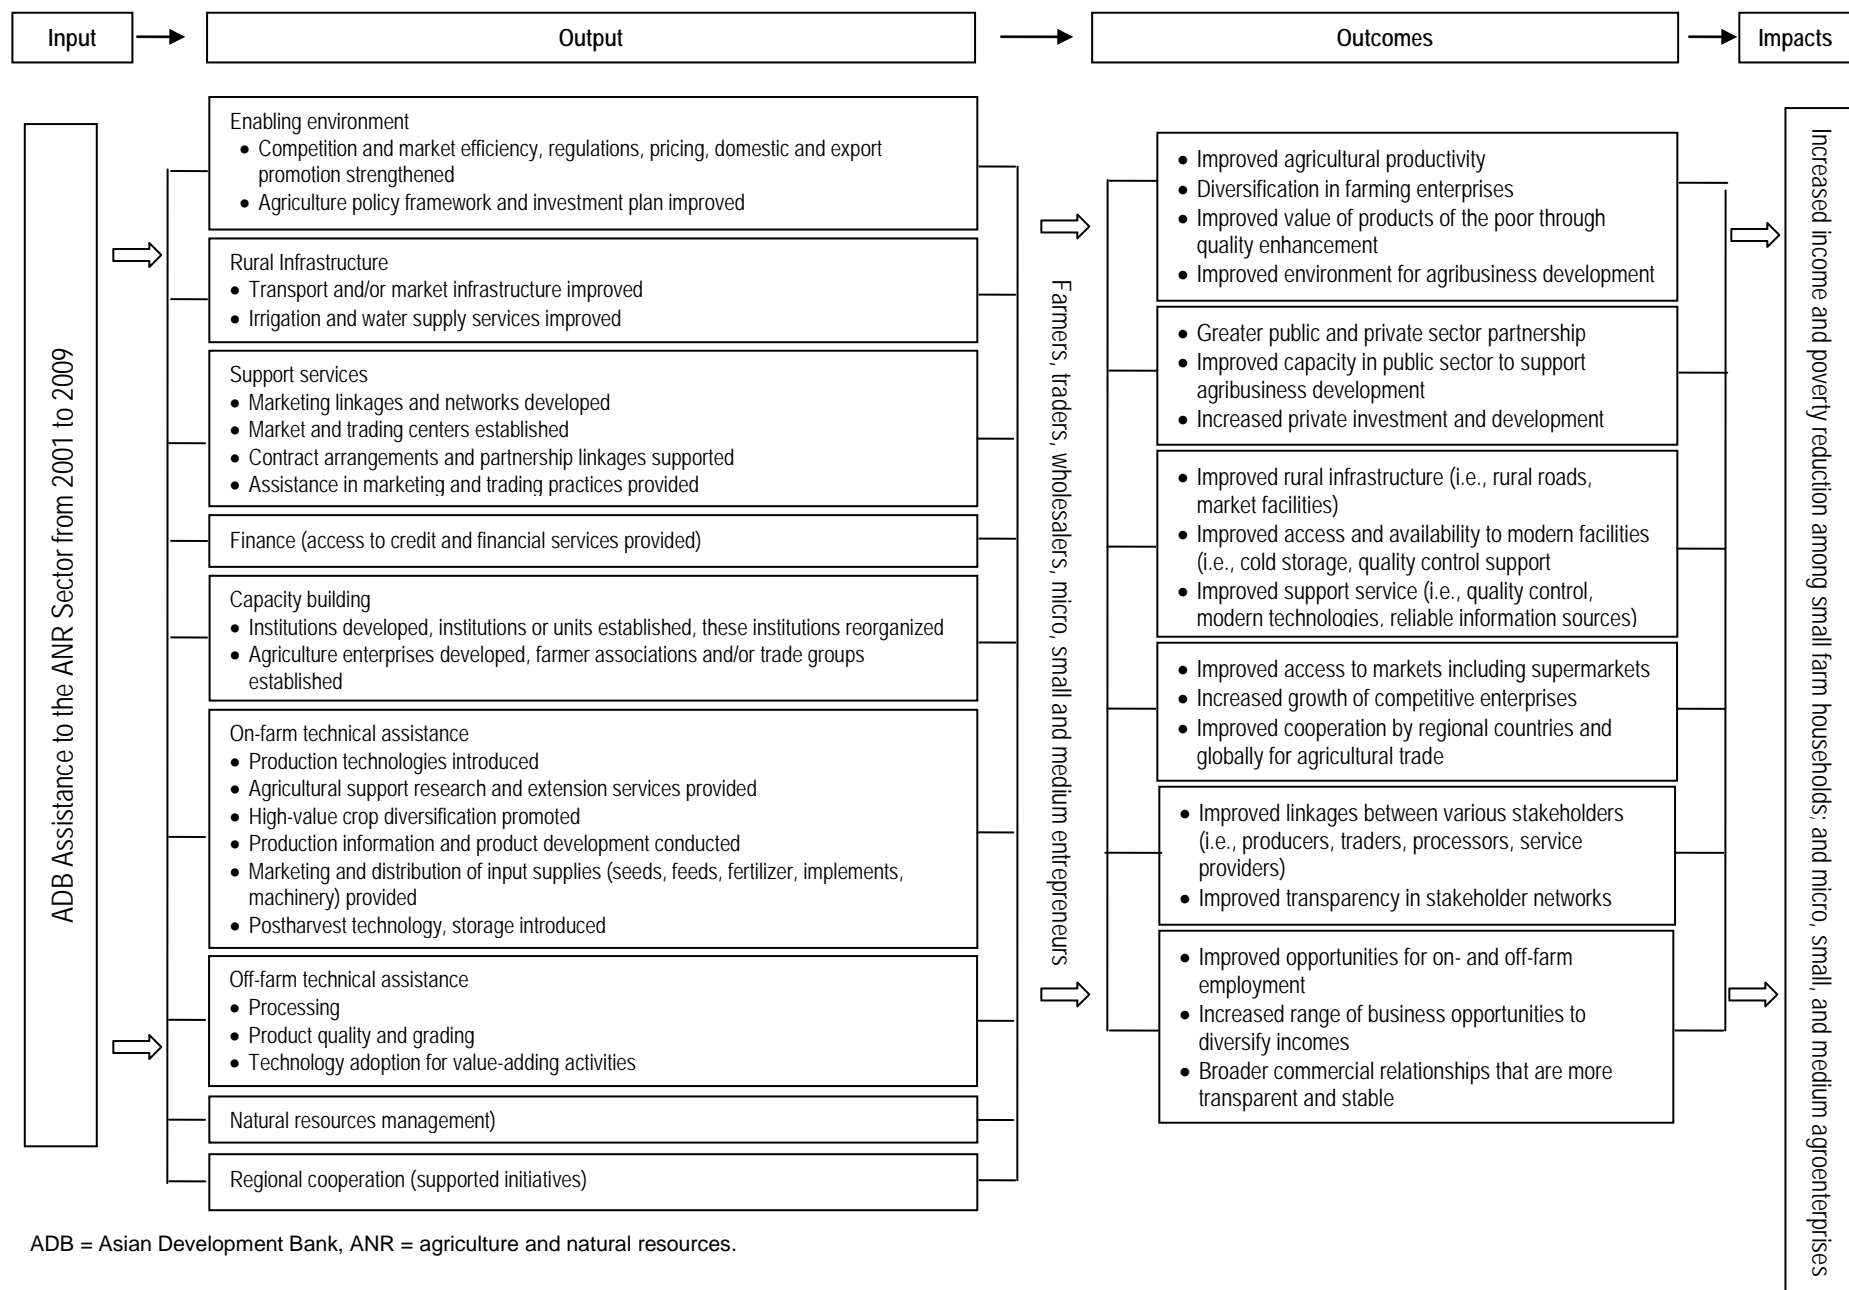 Input
Output
Outcomes
Impacts
ADB Assistance to the ANR Sector from 2001 to 2009
Enabling environment
• Competition and market efficiency, regulations, pricing, domestic and export
promotion strengthened
• Agriculture policy framework and investment plan improved
Rural Infrastructure
• Transport and/or market infrastructure improved
• Irrigation and water supply services improved
Support services
• Marketing linkages and networks developed
• Market and trading centers established
• Contract arrangements and partnership linkages supported
• Assistance in marketing and trading practices provided
Finance (access to credit and financial services provided)
Capacity building
• Institutions developed, institutions or units established, these institutions reorganized
• Agriculture enterprises developed, farmer associations and/or trade groups
established
On-farm technical assistance
• Production technologies introduced
• Agricultural support research and extension services provided
• High-value crop diversification promoted
• Production information and product development conducted
• Marketing and distribution of input supplies (seeds, feeds, fertilizer, implements,
machinery) provided
• Postharvest technology, storage introduced
Off-farm technical assistance
• Processing
• Product quality and grading
• Technology adoption for value-adding activities
Natural resources management)
Regional cooperation (supported initiatives)
Farmers, traders, wholesalers, micro, small and medium entrepreneurs
• Improved agricultural productivity
• Diversification in farming enterprises
• Improved value of products of the poor through
quality enhancement
• Improved environment for agribusiness development
• Greater public and private sector partnership
• Improved capacity in public sector to support
agribusiness development
• Increased private investment and development
• Improved rural infrastructure (i.e., rural roads,
market facilities)
• Improved access and availability to modern facilities
(i.e., cold storage, quality control support
• Improved support service (i.e., quality control,
modern technologies, reliable information sources)
• Improved access to markets including supermarkets
• Increased growth of competitive enterprises
• Improved cooperation by regional countries and
globally for agricultural trade
• Improved linkages between various stakeholders
(i.e., producers, traders, processors, service
providers)
• Improved transparency in stakeholder networks
• Improved opportunities for on- and off-farm
employment
• Increased range of business opportunities to
diversify incomes
• Broader commercial relationships that are more
transparent and stable
Increased income and poverty reduction among small farm households; and micro, small, and medium agroenterprises
ADB = Asian Development Bank, ANR = agriculture and natural resources.